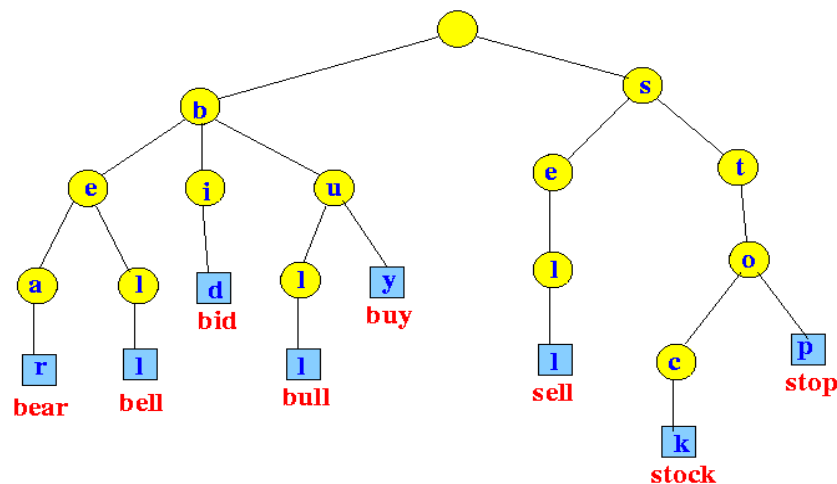 s
b
e t
e i u
o
l
a l l y
d
buy
bid
p
l c
r l l
stop
sell
bear bell bull
k
stock